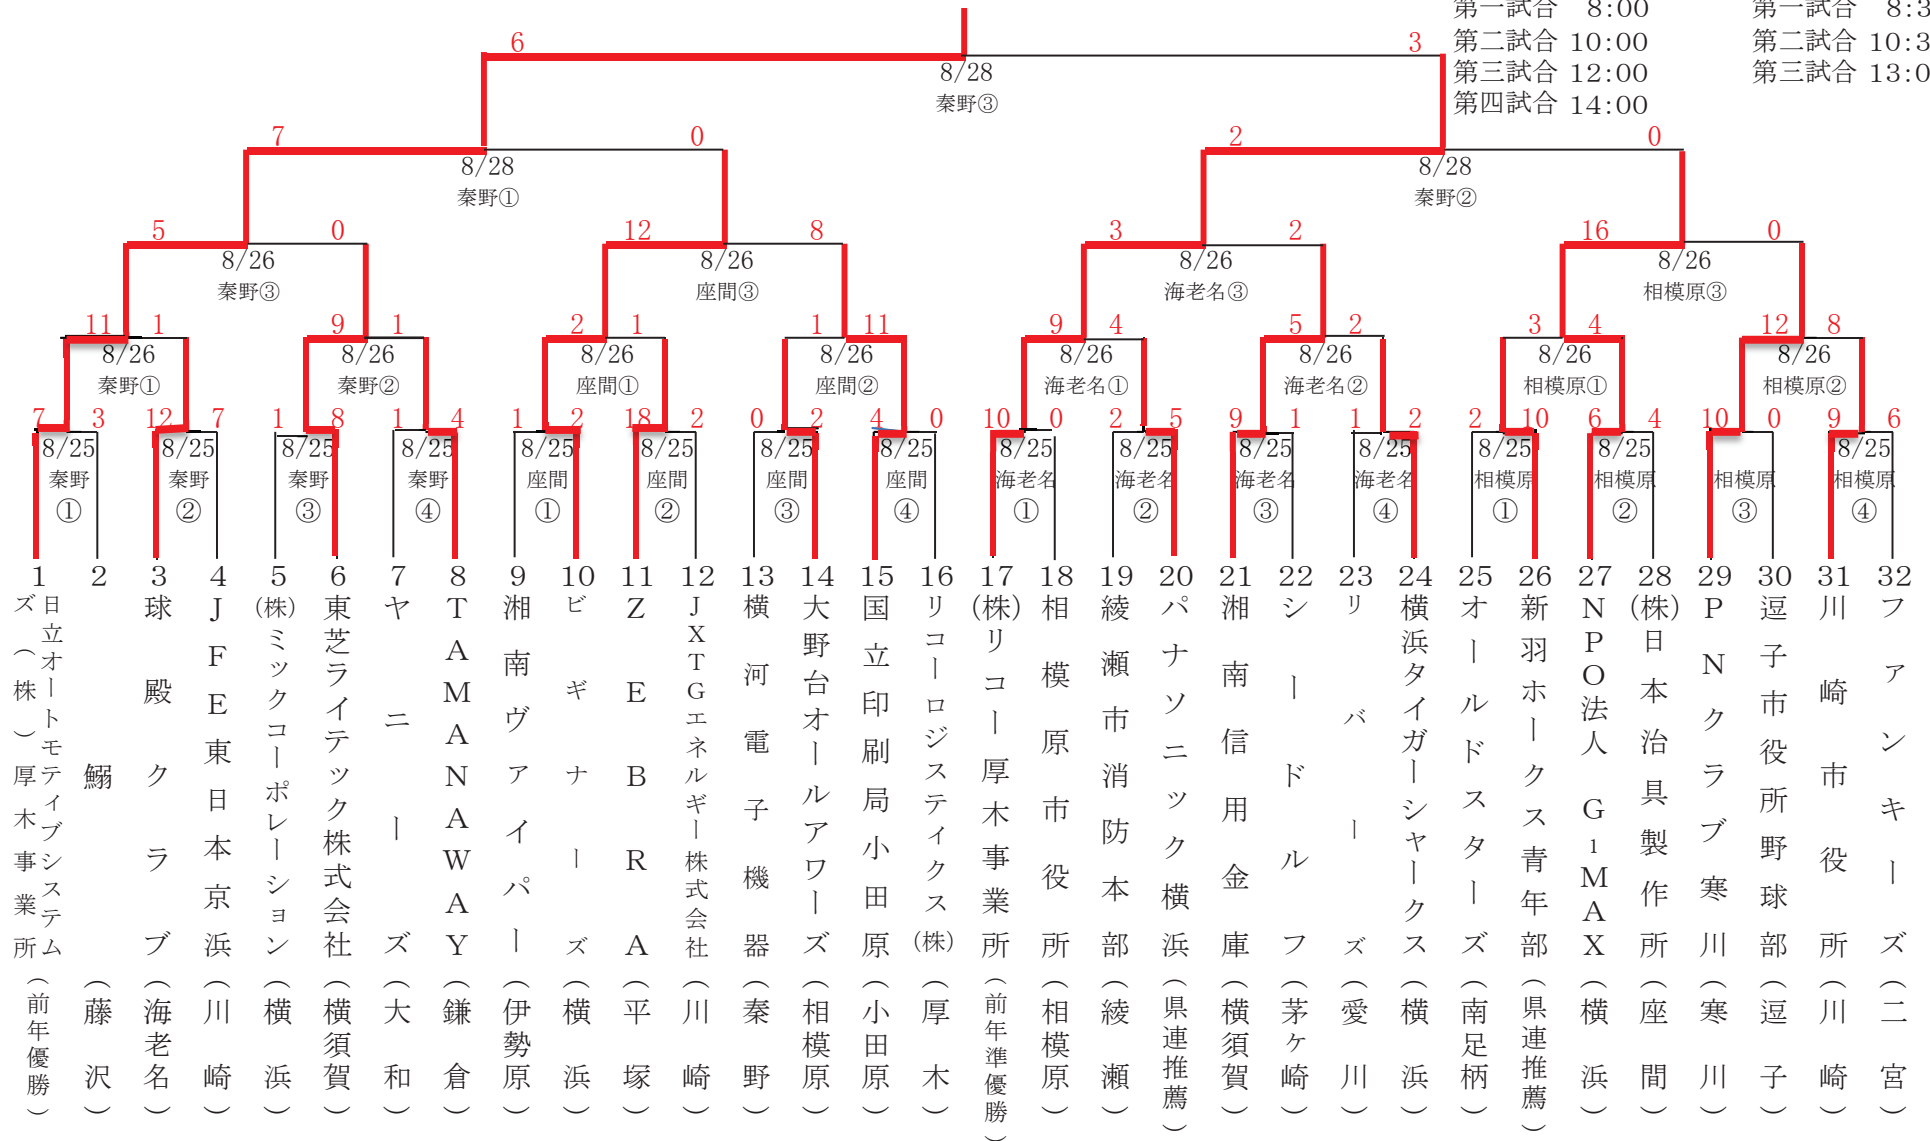 第一試合 8:00
第二試合 10:00
第三試合 12:00
第四試合 14:00
第一試合 8:3
第二試合 10:3
第三試合 13:0
6 3
8/28
秦野③
7 0 2 0
8/28 8/28
秦野① 秦野②
5 0 12 8 3 2 16 0
8/26 8/26 8/26 8/26
秦野③ 座間③ 海老名③ 相模原③
11 1 9 1 2 1 1 11 9 4 5 2 3 4 12 8
8/26 8/26 8/26 8/26 8/26 8/26 8/26 8/26
秦野① 秦野② 座間① 座間② 海老名① 海老名② 相模原① 相模原②
7 3 12 7 1 8 1 4 1 2 18 2 0 2 4 0 10 0 2 5 9 1 1 2 2 10 6 4 10 0 9 6
8/25 8/25 8/25 8/25 8/25 8/25 8/25 8/25 8/25 8/25 8/25 8/25 8/25 8/25 8/25 8/25
秦野 秦野 秦野 秦野 座間 座間 座間 座間 海老名 海老名 海老名 海老名 相模原 相模原 相模原 相模原
① ② ③ ④ ① ② ③ ④ ① ② ③ ④ ① ② ③ ④
1 日立オートモティブシステムズ(株)厚木事業所(前年優勝)
2 鰯(藤沢)
3 球殿クラブ(海老名)
4 JFE東日本京浜(川崎)
5 (株)ミックコーポレーション(横浜)
6 東芝ライテック株式会社(横須賀)
7 ヤニーズ(大和)
8 TAMANAWAY(鎌倉)
9 湘南ヴァイパー(伊勢原)
10 ビギナーズ(横浜)
11 ZEBRA(平塚)
12 JXTGエネルギー株式会社(川崎)
13 横河電子機器(秦野)
14 大野台オールアワーズ(相模原)
15 国立印刷局小田原(小田原)
16 リコーロジスティクス(株)(厚木)
17 (株)リコー厚木事業所(前年準優勝)
18 相模原市役所(相模原)
19 綾瀬市消防本部(綾瀬)
20 パナソニック横浜(県連推薦)
21 湘南信用金庫(横須賀)
22 シードルフ(茅ケ崎)
23 リバーズ(愛川)
24 横浜タイガーシャークス(横浜)
25 オールドスターズ(南足柄)
26 新羽ホークス青年部(県連推薦)
27 NPO法人 G1MAX(横浜)
28 (株)日本治具製作所(座間)
29 PNクラブ寒川(寒川)
30 逗子市役所野球部(逗子)
31 川崎市役所(川崎)
32 ファンキーズ(二宮)